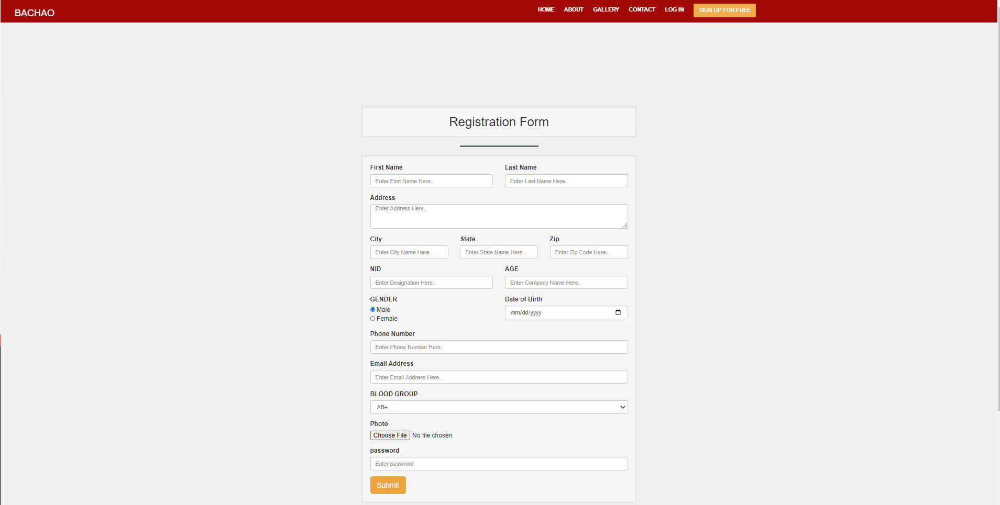 BACHAO HOME ABOUT GALLERY CONTACT LOG IN SIGN UP FOR FREE
Registration Form
First Name Last Name
Enter First Name Here.. Enter Last Name Here..
Address
Enter Address Here..
City State Zip
Enter City Name Here.. Enter State Name Here.. Enter Zip Code Here..
NID AGE
Enter Designation Here.. Enter Company Name Here..
GENDER Date of Birth
Male mm/dd/yyyy
Female
Phone Number
Enter Phone Number Here..
Email Address
Enter Email Address Here..
BLOOD GROUP
AB+
Photo
Choose File No file chosen
password
Enter password
Submit